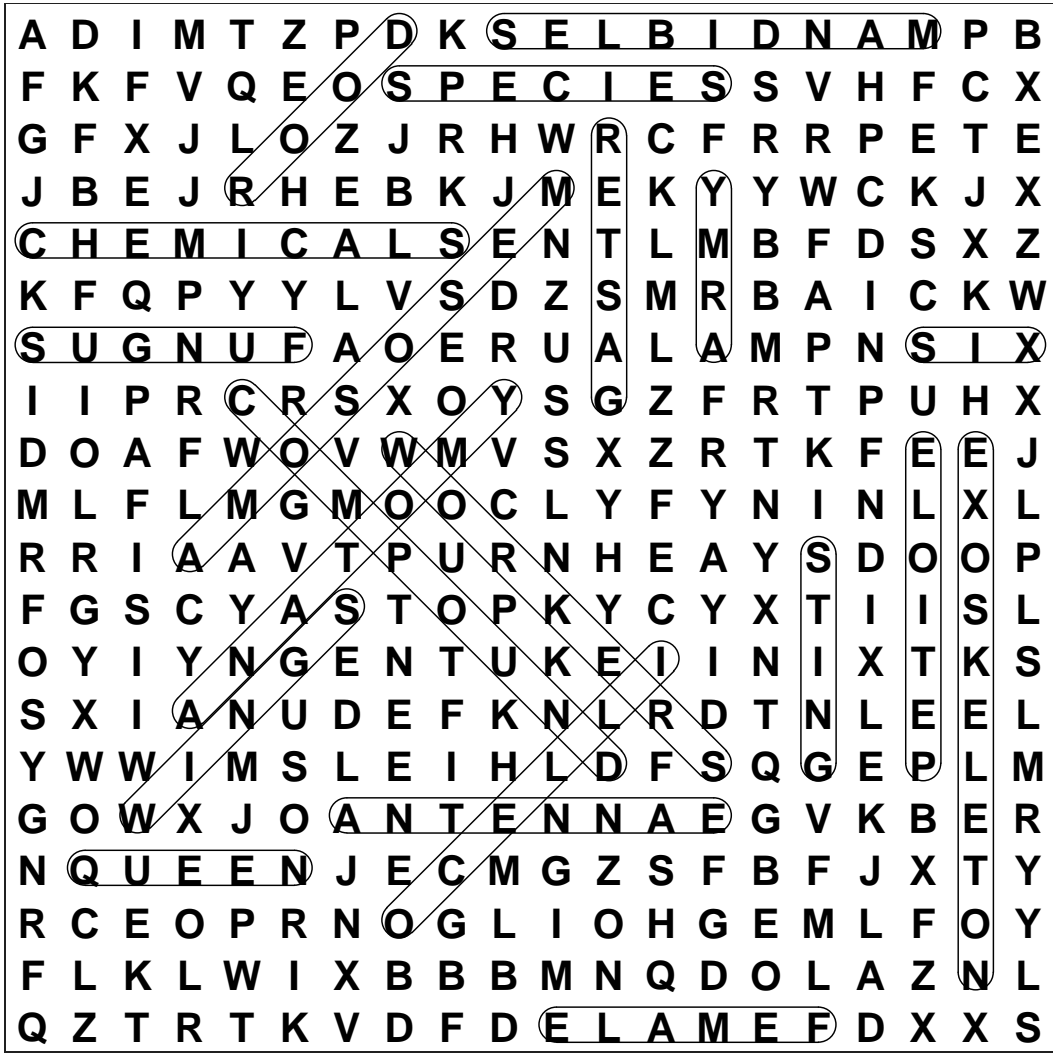 A D I M T Z P D K S E L B I D N A M P B
F K F V Q E O S P E C I E S S V H F C X
G F X J L O Z J R H W R C F R R P E T E
J B E J R H E B K J M E K Y Y W C K J X
C H E M I C A L S E N T L M B F D S X Z
K F Q P Y Y L V S D Z S M R B A I C K W
S U G N U F A O E R U A L A M P N S I X
I I P R C R S X O Y S G Z F R T P U H X
D O A F W O V W M V S X Z R T K F E E J
M L F L M G M O O C L Y F Y N I N L X L
R R I A A V T P U R N H E A Y S D O O P
F G S C Y A S T O P K Y C Y X T I I S L
O Y I Y N G E N T U K E I I N I X T K S
S X I A N U D E F K N L R D T N L E E L
Y W W I M S L E I H L D F S Q G E P L M
G O W X J O A N T E N N A E G V K B E R
N Q U E E N J E C M G Z S F B F J X T Y
R C E O P R N O G L I O H G E M L F O Y
F L K L W I X B B B M N Q D O L A Z N L
Q Z T R T K V D F D E L A M E F D X X S